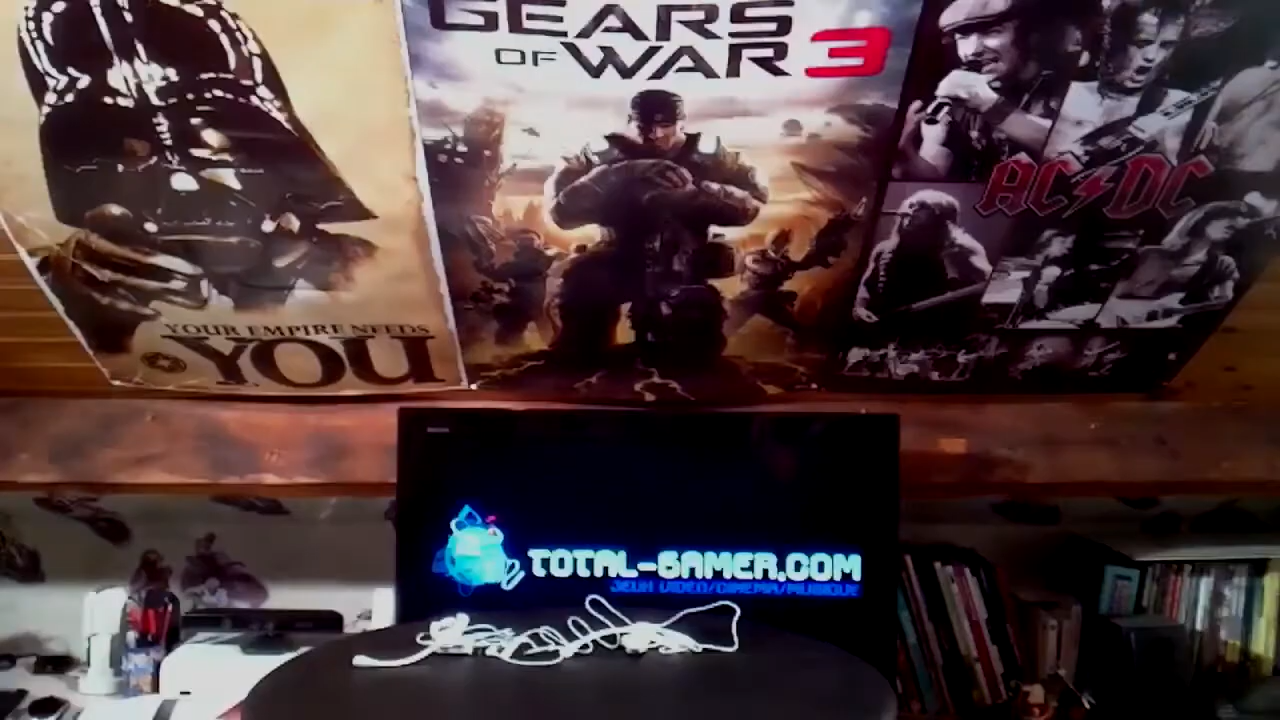 YOUR EMPIRE NEEDS
YOU
GEARS
OF WAR 3
AC DC
TOTAL-GAMER.COM
JEUX VIDEO/CINEMA/MUSIQUE